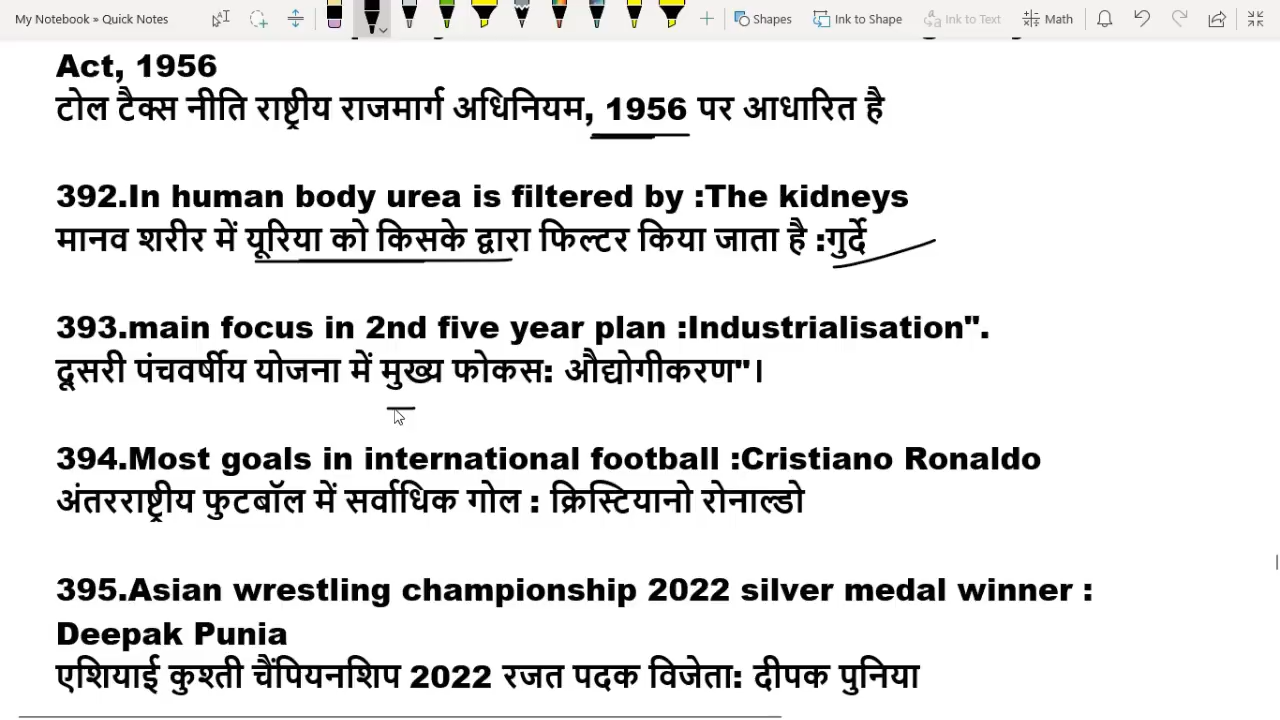 My Notebook » Quick Notes
Shapes
Ink to Shape
Ink to Text
Math
Act, 1956
टोल टैक्स नीति राष्ट्रीय राजमार्ग अधिनियम, 1956 पर आधारित है
392.In human body urea is filtered by :The kidneys
मानव शरीर में यूरिया को किसके द्वारा फिल्टर किया जाता है :गुर्दे
393.main focus in 2nd five year plan :Industrialisation".
दूसरी पंचवर्षीय योजना में मुख्य फोकस: औद्योगीकरण"।
394.Most goals in international football :Cristiano Ronaldo
अंतरराष्ट्रीय फुटबॉल में सर्वाधिक गोल : क्रिस्टियानो रोनाल्डो
395.Asian wrestling championship 2022 silver medal winner :
Deepak Punia
एशियाई कुश्ती चैंपियनशिप 2022 रजत पदक विजेता: दीपक पुनिया